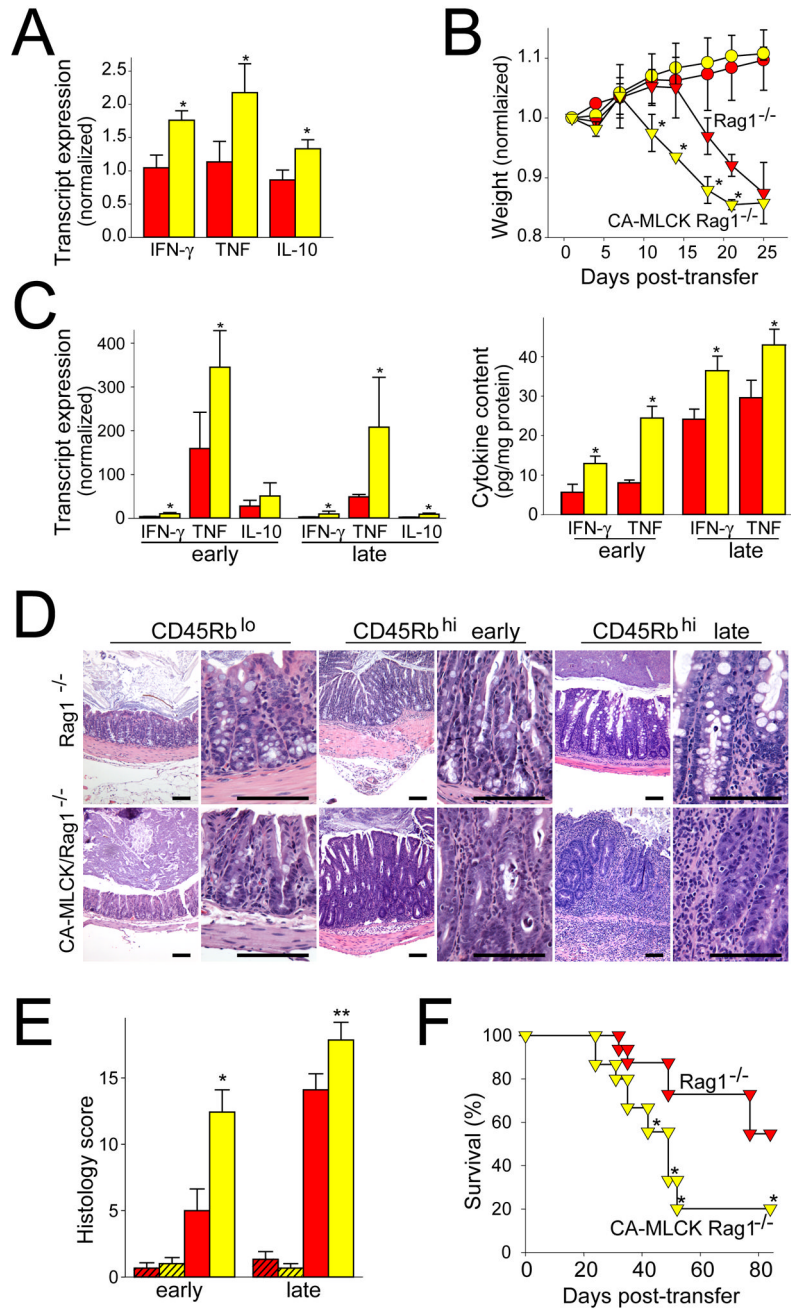 A
Transcript expression
(normalized)
2.5
2.0
1.5
1.0
0.5
0.0
*
*
*
IFN-γ TNF IL-10
B
Weight (normlaized)
1.1
1.0
0.9
0.8
Rag1-/-
*
*
*
*
CA-MLCK Rag1-/-
0 5 10 15 20 25
Days post-transfer
C
Transcript expression
(normalized)
400
300
200
100
0
*
*
*
*
*
IFN-γ TNF IL-10 IFN-γ TNF IL-10
early late
Cytokine content
(pg/mg protein)
40
30
20
10
0
*
*
*
*
IFN-γ TNF IFN-γ TNF
early late
D
CD45Rb lo CD45Rb hi early CD45Rb hi late
Rag1 -/-
CA-MLCK/Rag1-/-
E
Histology score
15
10
5
0
*
**
early late
F
Survival (%)
100
80
60
40
20
0
Rag1-/-
*
*
*
*
CA-MLCK Rag1-/-
0 20 40 60 80
Days post-transfer